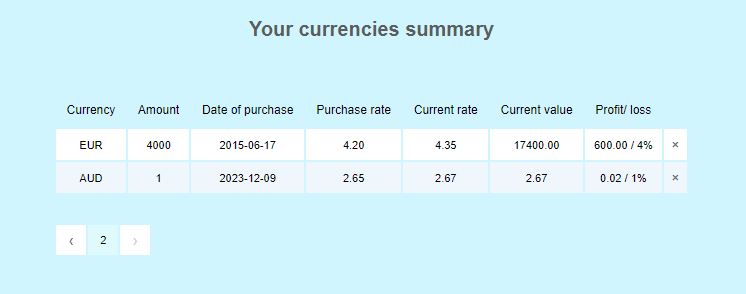 Your currencies summary
Currency Amount Date of purchase Purchase rate Current rate Current value Profit/ loss
EUR 4000 2015-06-17 4.20 4.35 17400.00 600.00 / 4% ×
AUD 1 2023-12-09 2.65 2.67 2.67 0.02 / 1% ×
‹ 2 ›